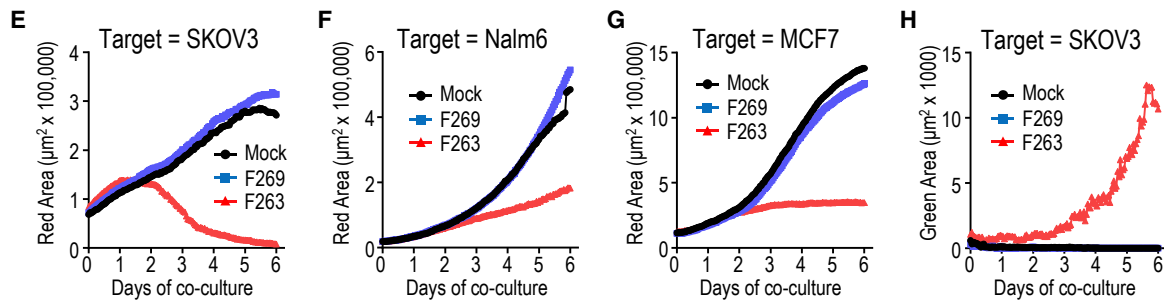 E
Target = SKOV3
Red Area (µm² x 100,000)
4
3
2
1
0
Mock
F269
F263
0 1 2 3 4 5 6
Days of co-culture
F
Target = Nalm6
Red Area (µm² x 100,000)
6
4
2
0
Mock
F269
F263
0 1 2 3 4 5 6
Days of co-culture
G
Target = MCF7
Red Area (µm² x 100,000)
15
10
5
0
Mock
F269
F263
0 1 2 3 4 5 6
Days of co-culture
H
Target = SKOV3
Green Area (µm² x 1000)
15
10
5
0
Mock
F269
F263
0 1 2 3 4 5 6
Days of co-culture